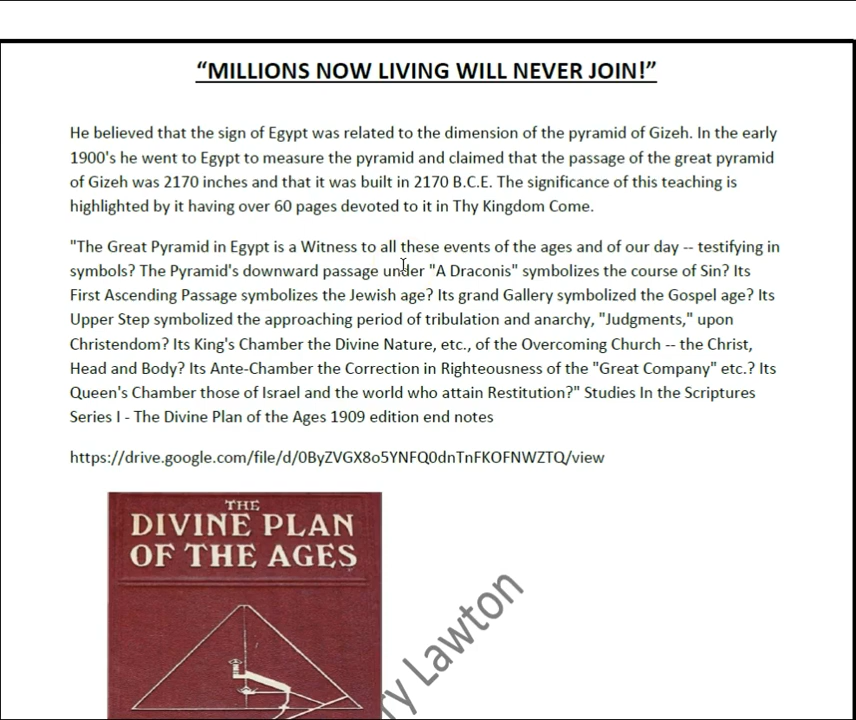 “MILLIONS NOW LIVING WILL NEVER JOIN!”
He believed that the sign of Egypt was related to the dimension of the pyramid of Gizeh. In the early
1900's he went to Egypt to measure the pyramid and claimed that the passage of the great pyramid
of Gizeh was 2170 inches and that it was built in 2170 B.C.E. The significance of this teaching is
highlighted by it having over 60 pages devoted to it in Thy Kingdom Come.
"The Great Pyramid in Egypt is a Witness to all these events of the ages and of our day -- testifying in
symbols? The Pyramid's downward passage under "A Draconis" symbolizes the course of Sin? Its
First Ascending Passage symbolizes the Jewish age? Its grand Gallery symbolized the Gospel age? Its
Upper Step symbolized the approaching period of tribulation and anarchy, "Judgments," upon
Christendom? Its King's Chamber the Divine Nature, etc., of the Overcoming Church -- the Christ,
Head and Body? Its Ante-Chamber the Correction in Righteousness of the "Great Company" etc.? Its
Queen's Chamber those of Israel and the world who attain Restitution?" Studies In the Scriptures
Series I - The Divine Plan of the Ages 1909 edition end notes
https://drive.google.com/file/d/0ByZVGX8o5YNFQ0dnTnFKOFNWZTQ/view
THE
DIVINE PLAN
OF THE AGES
ry Lawton